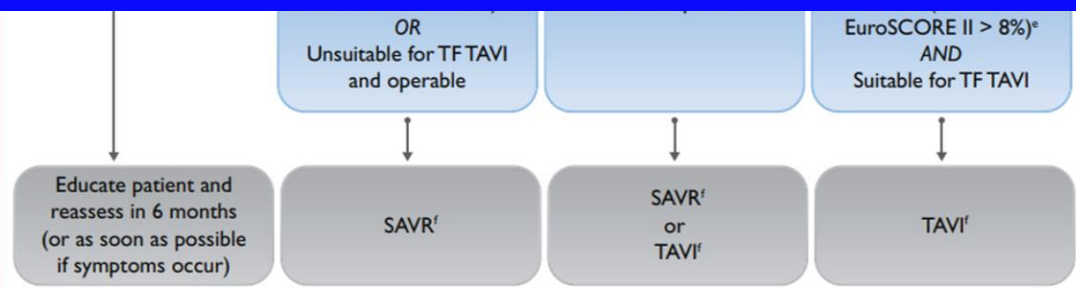 OR
Unsuitable for TF TAVI
and operable
EuroSCORE II > 8%)ᵉ
AND
Suitable for TF TAVI
Educate patient and
reassess in 6 months
(or as soon as possible
if symptoms occur)
SAVRᶠ
SAVRᶠ
or
TAVIᶠ
TAVIᶠ